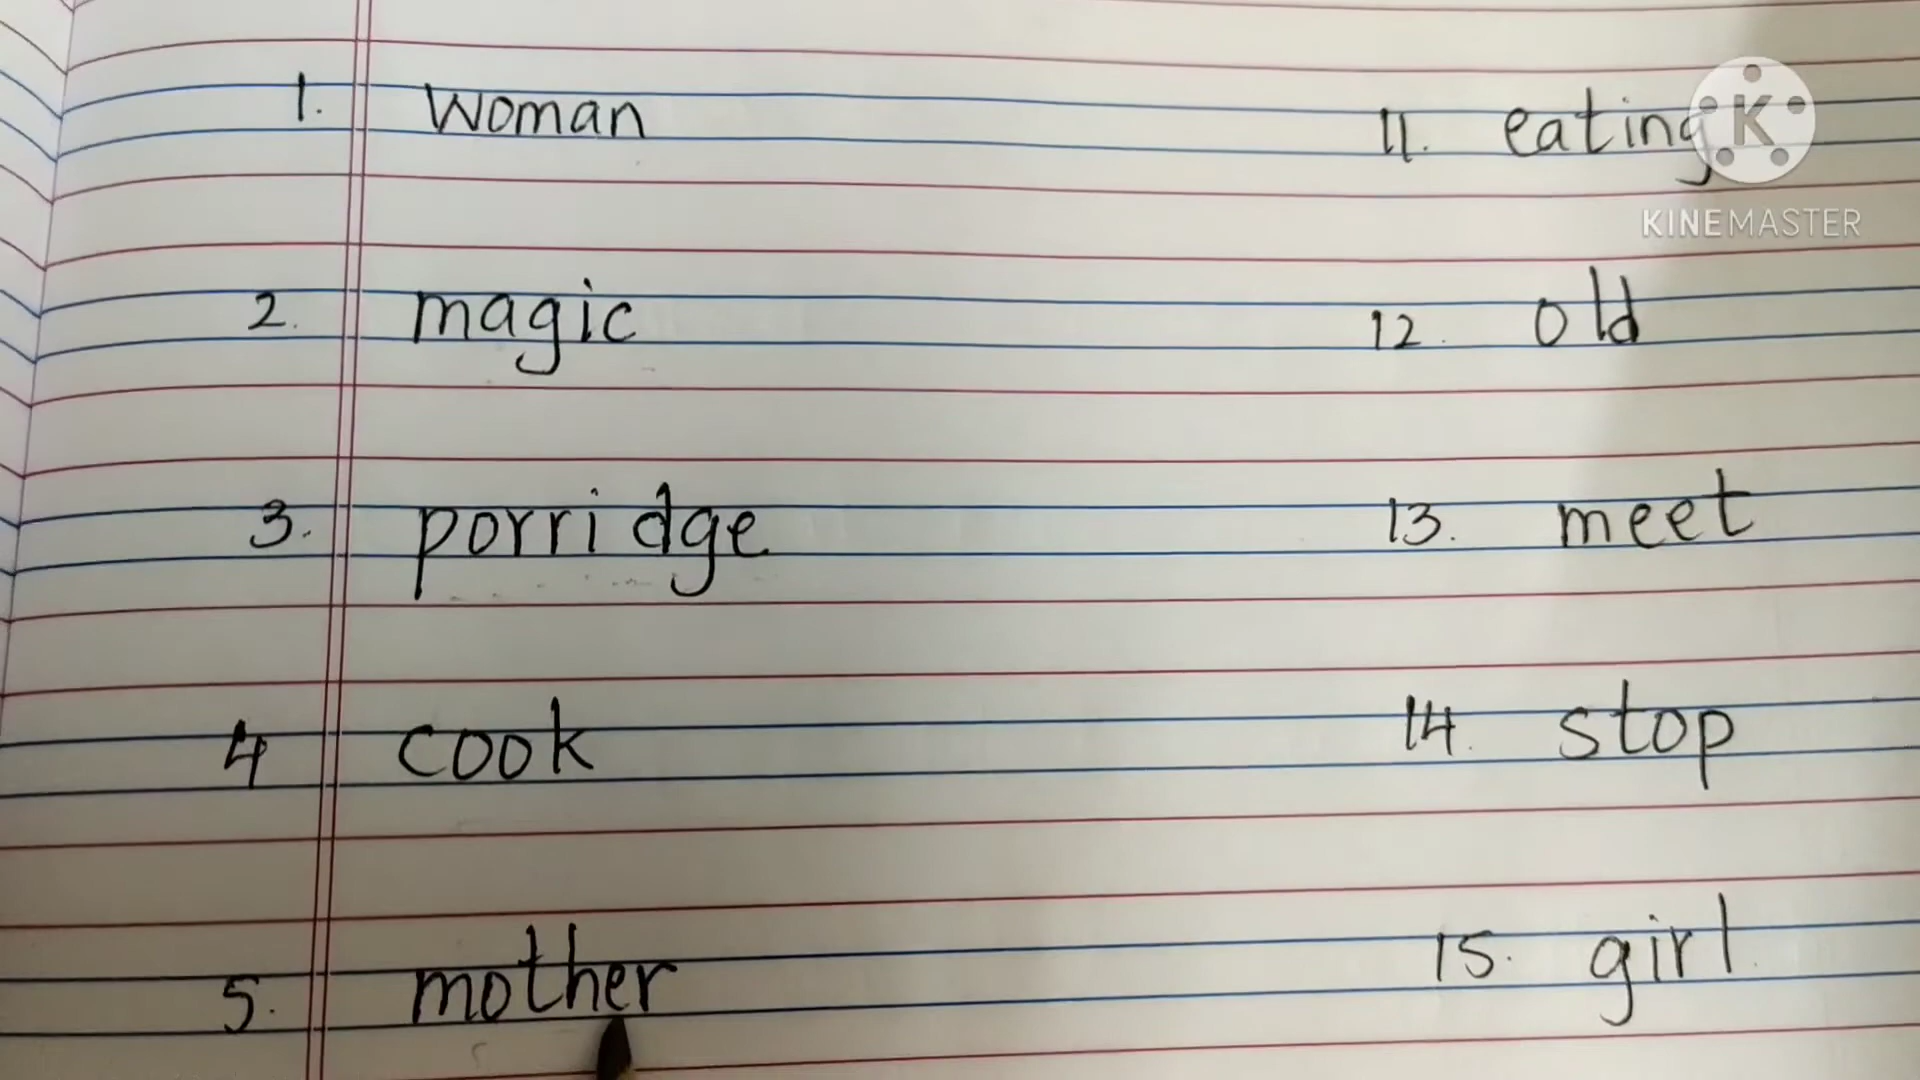 1. woman
2. magic
3. porridge
4 cook
5. mother
11. eating
12. old
13. meet
14. stop
15. girl
K
KINEMASTER